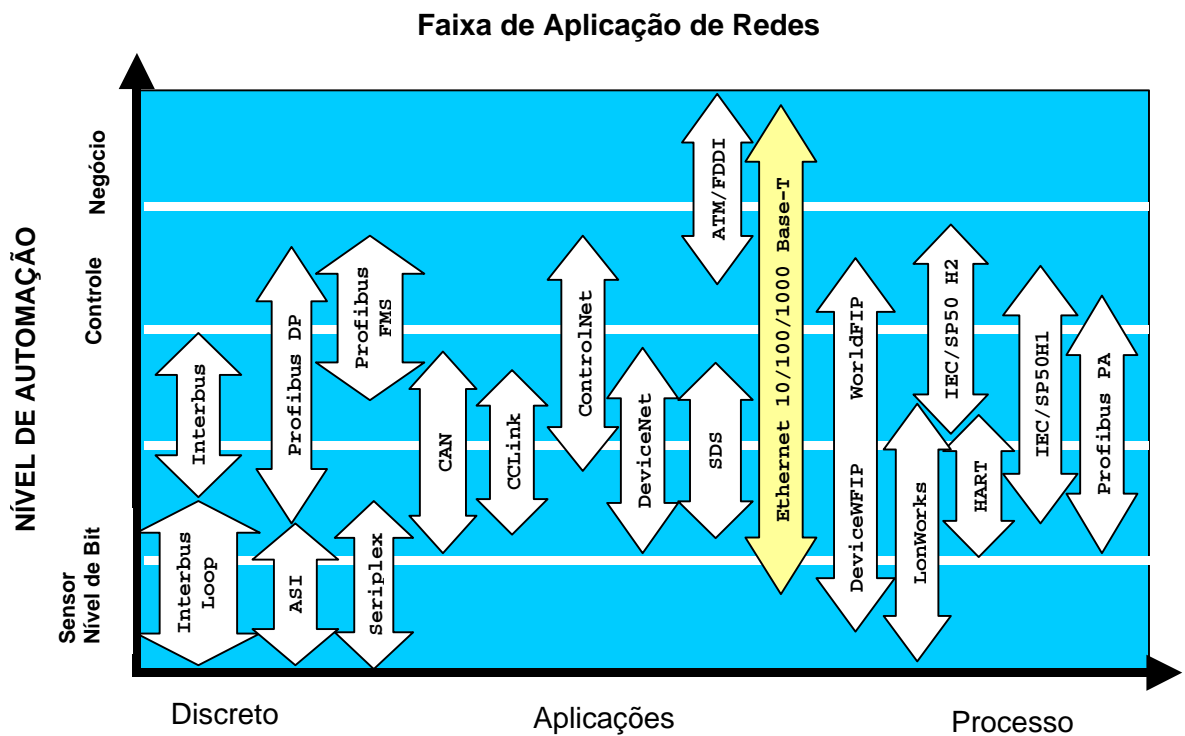 Faixa de Aplicação de Redes
NÍVEL DE AUTOMAÇÃO
Negócio
Controle
Sensor
Nível de Bit
Interbus
Interbus
Loop
Profibus DP
ASI
Profibus
FMS
Seriplex
CAN
CCLink
ControlNet
DeviceNet
ATM/FDDI
SDS
Ethernet 10/100/1000 Base-T
DeviceWFIP WorldFIP
LonWorks
IEC/SP50 H2
HART
IEC/SP50H1
Profibus PA
Discreto
Aplicações
Processo